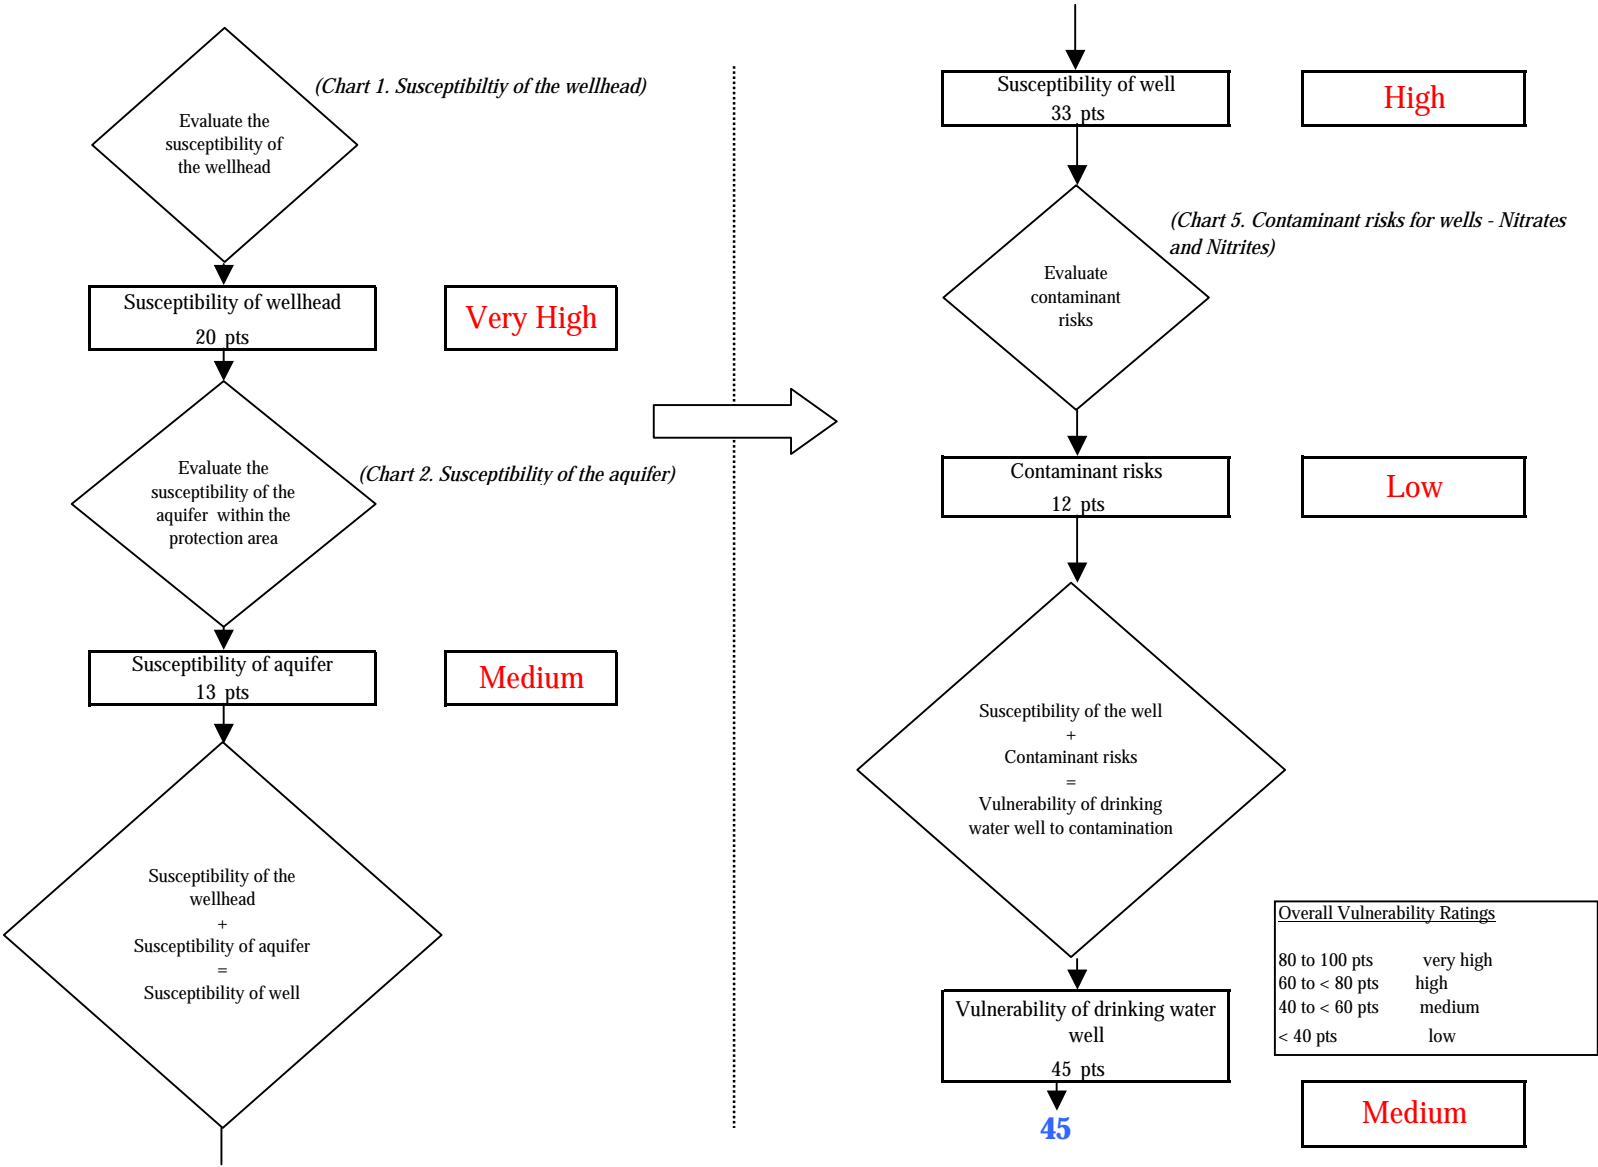 (Chart 1. Susceptibiltiy of the wellhead)
Evaluate the
susceptibility of
the wellhead
Susceptibility of wellhead
20 pts
Very High
Evaluate the
susceptibility of the
aquifer within the
protection area
(Chart 2. Susceptibility of the aquifer)
Susceptibility of aquifer
13 pts
Medium
Susceptibility of the
wellhead
+
Susceptibility of aquifer
=
Susceptibility of well
Susceptibility of well
33 pts
High
(Chart 5. Contaminant risks for wells - Nitrates
and Nitrites)
Evaluate
contaminant
risks
Contaminant risks
12 pts
Low
Susceptibility of the well
+
Contaminant risks
=
Vulnerability of drinking
water well to contamination
Overall Vulnerability Ratings
80 to 100 pts very high
60 to < 80 pts high
40 to < 60 pts medium
< 40 pts low
Vulnerability of drinking water
well
45 pts
45
Medium